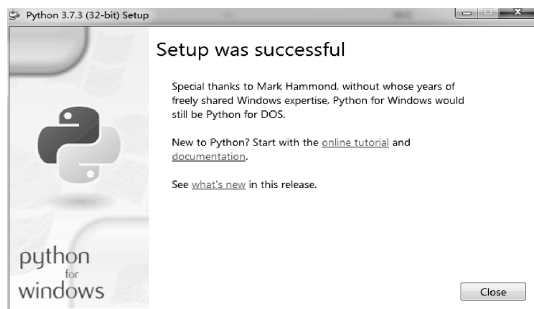 Python 3.7.3 (32-bit) Setup
Setup was successful
Special thanks to Mark Hammond, without whose years of
freely shared Windows expertise, Python for Windows would
still be Python for DOS.
New to Python? Start with the online tutorial and
documentation.
See what's new in this release.
python
for
windows
Close